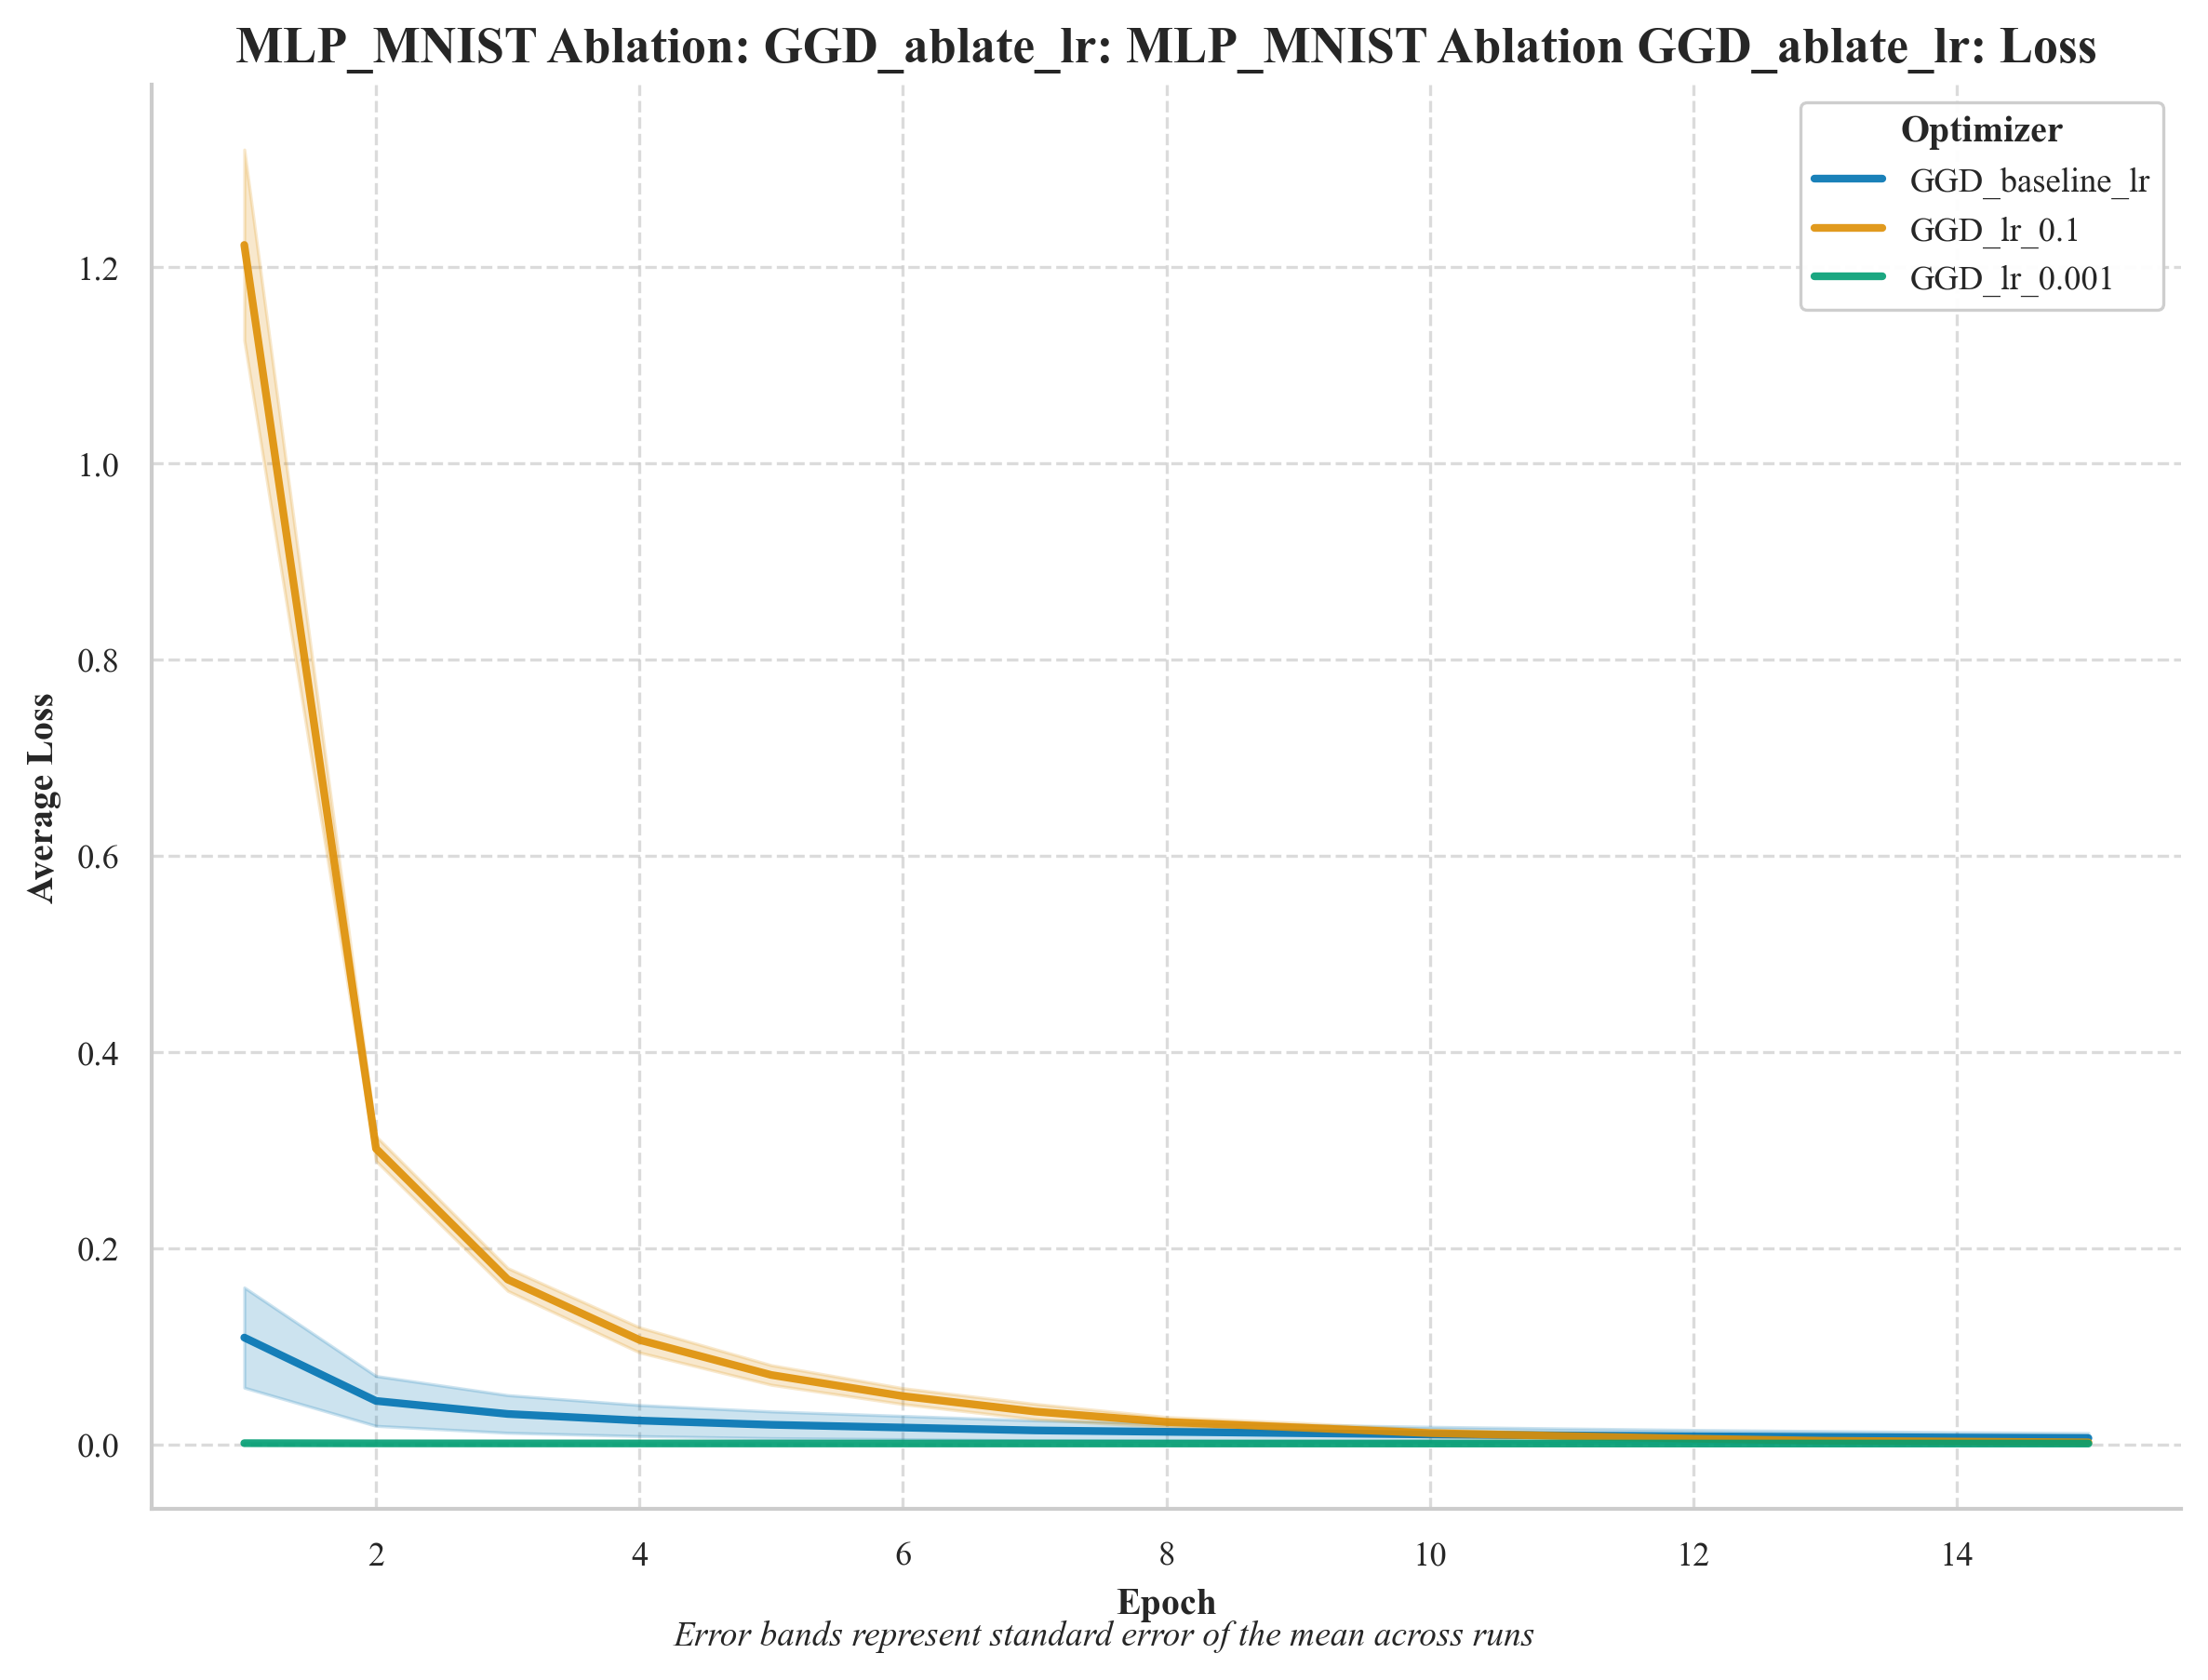 MLP_MNIST Ablation: GGD_ablate_lr: MLP_MNIST Ablation GGD_ablate_lr: Loss
Optimizer
GGD_baseline_lr
GGD_lr_0.1
GGD_lr_0.001
Average Loss
1.2
1.0
0.8
0.6
0.4
0.2
0.0
2 4 6 8 10 12 14
Epoch
Error bands represent standard error of the mean across runs